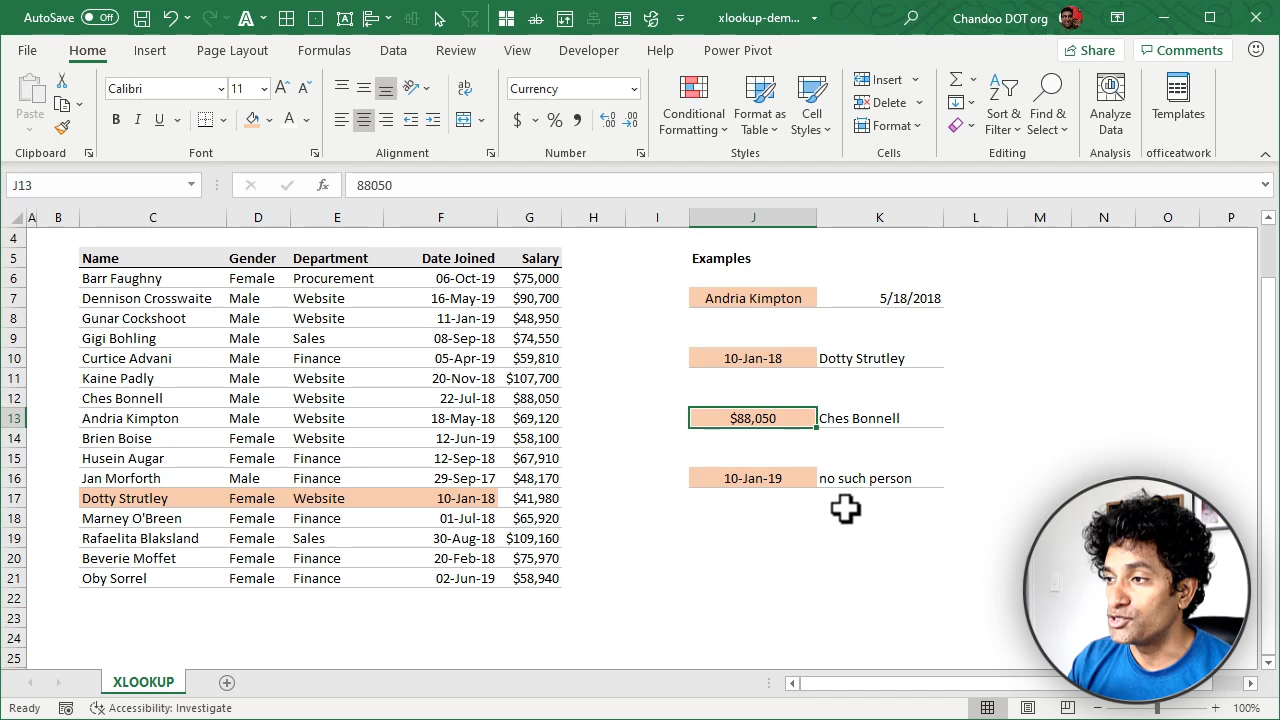 AutoSave Off xlookup-dem... Chandoo DOT org
File Home Insert Page Layout Formulas Data Review View Developer Help Power Pivot Share Comments
Paste Calibri 11 Currency Conditional Formatting Format as Table Cell Styles Insert Delete Format Sort & Filter Find & Select Analyze Data Templates
Clipboard Font Alignment Number Styles Cells Editing Analysis officeatwork
J13 fx 88050
A B C D E F G H I J K L M N O P
4
5 Name Gender Department Date Joined Salary Examples
6 Barr Faughny Female Procurement 06-Oct-19 $75,000
7 Dennison Crosswaite Male Website 16-May-19 $90,700 Andria Kimpton 5/18/2018
8 Gunar Cockshoot Male Website 11-Jan-19 $48,950
9 Gigi Bohling Male Sales 08-Sep-18 $74,550
10 Curtice Advani Male Finance 05-Apr-19 $59,810 10-Jan-18 Dotty Strutley
11 Kaine Padly Male Website 20-Nov-18 $107,700
12 Ches Bonnell Male Website 22-Jul-18 $88,050
13 Andria Kimpton Male Website 18-May-18 $69,120 $88,050 Ches Bonnell
14 Brien Boise Female Website 12-Jun-19 $58,100
15 Husein Augar Female Finance 12-Sep-18 $67,910
16 Jan Morforth Male Finance 29-Sep-17 $48,170 10-Jan-19 no such person
17 Dotty Strutley Female Website 10-Jan-18 $41,980
18 Marney O'Breen Female Finance 01-Jul-18 $65,920
19 Rafaelita Blaksland Female Sales 30-Aug-18 $109,160
20 Beverie Moffet Female Finance 20-Feb-18 $75,970
21 Oby Sorrel Female Finance 02-Jun-19 $58,940
22
23
24
25
XLOOKUP
Ready Accessibility: Investigate 100%